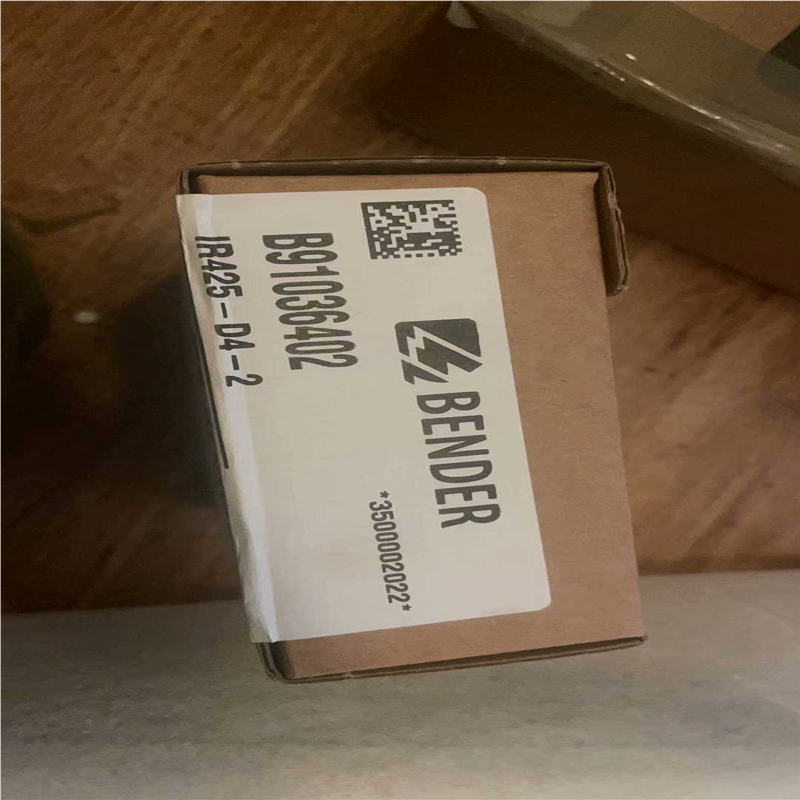 BENDER
*3500002022*
B91036402
IR425-D4-2